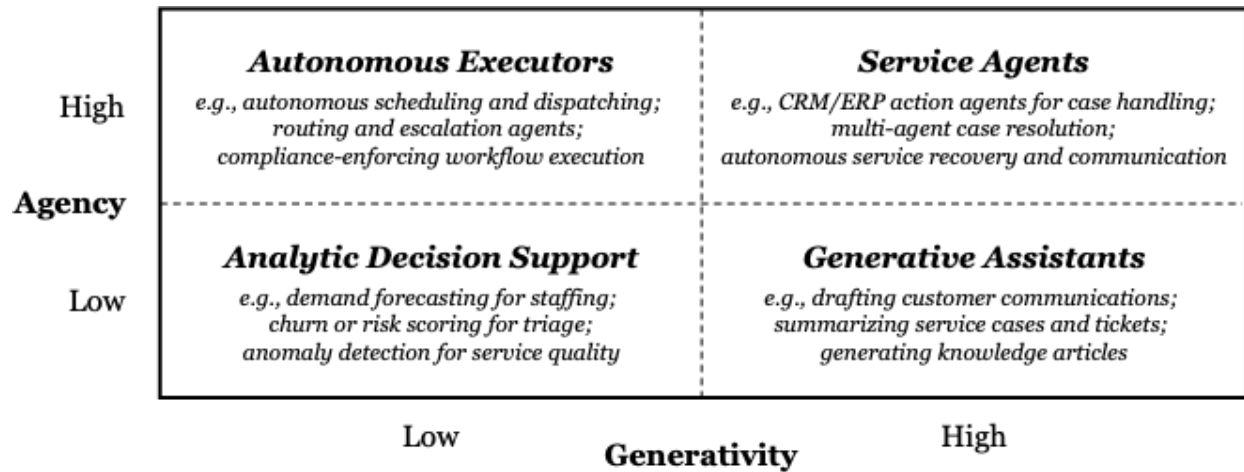 Autonomous Executors
e.g., autonomous scheduling and dispatching;
routing and escalation agents;
compliance-enforcing workflow execution
Service Agents
e.g., CRM/ERP action agents for case handling;
multi-agent case resolution;
autonomous service recovery and communication
High
Agency
Analytic Decision Support
e.g., demand forecasting for staffing;
churn or risk scoring for triage;
anomaly detection for service quality
Generative Assistants
e.g., drafting customer communications;
summarizing service cases and tickets;
generating knowledge articles
Low
Low
High
Generativity